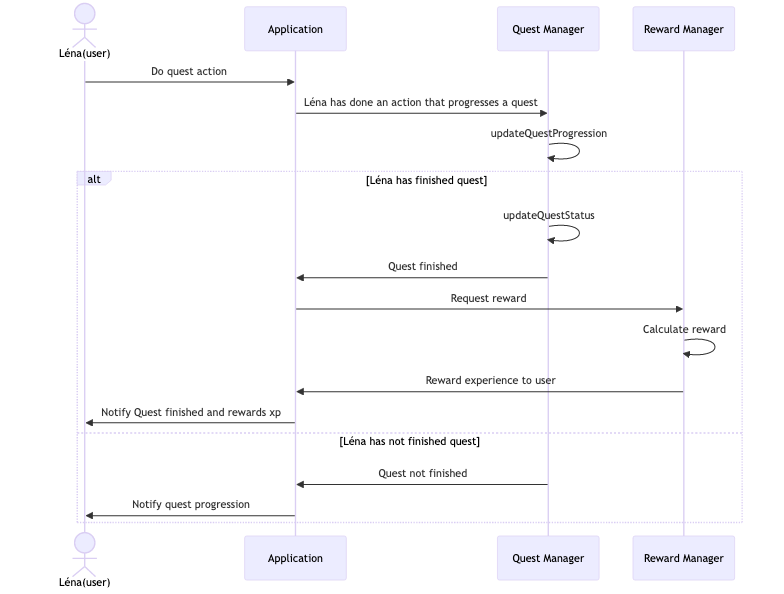 Application
Quest Manager
Reward Manager
Léna(user)
Do quest action
Léna has done an action that progresses a quest
updateQuestProgression
alt
[Léna has finished quest]
updateQuestStatus
Quest finished
Request reward
Calculate reward
Reward experience to user
Notify Quest finished and rewards xp
[Léna has not finished quest]
Quest not finished
Notify quest progression
Application
Quest Manager
Reward Manager
Léna(user)